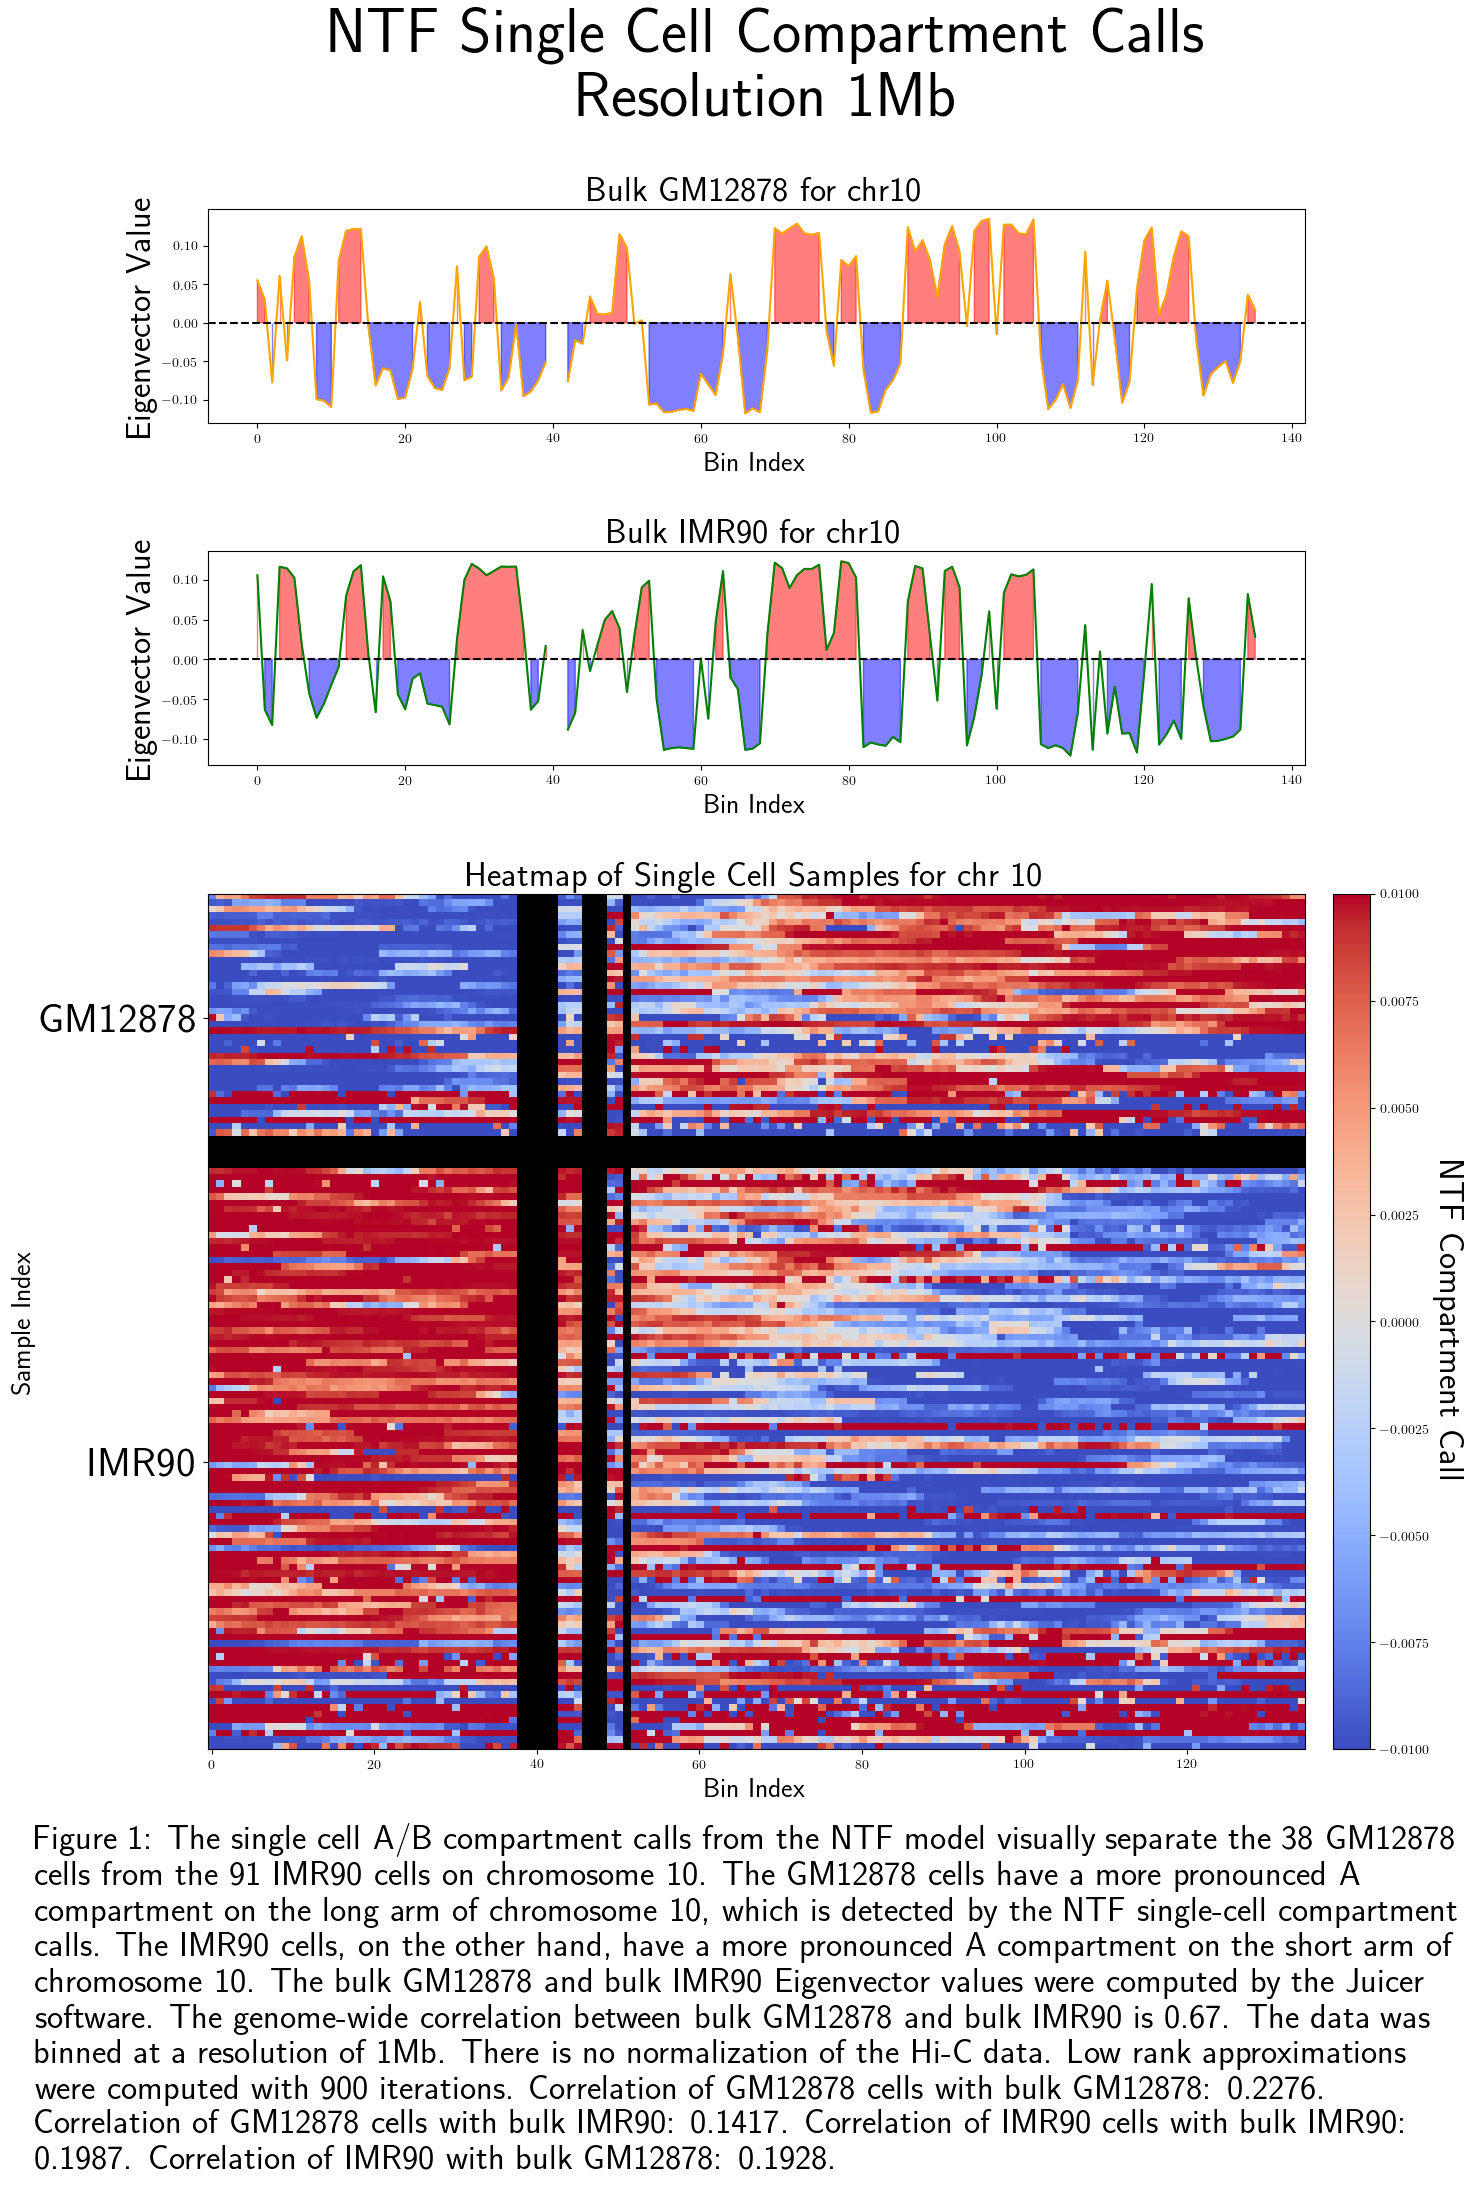 NTF Single Cell Compartment Calls
Resolution 1Mb
Bulk GM12878 for chr10
Eigenvector Value
0.10
0.05
0.00
−0.05
−0.10
0 20 40 60 80 100 120 140
Bin Index
Bulk IMR90 for chr10
Eigenvector Value
0.10
0.05
0.00
−0.05
−0.10
0 20 40 60 80 100 120 140
Bin Index
Heatmap of Single Cell Samples for chr 10
Sample Index
GM12878
IMR90
0 20 40 60 80 100 120
Bin Index
0.0100
0.0075
0.0050
0.0025
0.0000
−0.0025
−0.0050
−0.0075
−0.0100
NTF Compartment Call
Figure 1: The single cell A/B compartment calls from the NTF model visually separate the 38 GM12878
cells from the 91 IMR90 cells on chromosome 10. The GM12878 cells have a more pronounced A
compartment on the long arm of chromosome 10, which is detected by the NTF single-cell compartment
calls. The IMR90 cells, on the other hand, have a more pronounced A compartment on the short arm of
chromosome 10. The bulk GM12878 and bulk IMR90 Eigenvector values were computed by the Juicer
software. The genome-wide correlation between bulk GM12878 and bulk IMR90 is 0.67. The data was
binned at a resolution of 1Mb. There is no normalization of the Hi-C data. Low rank approximations
were computed with 900 iterations. Correlation of GM12878 cells with bulk GM12878: 0.2276.
Correlation of GM12878 cells with bulk IMR90: 0.1417. Correlation of IMR90 cells with bulk IMR90:
0.1987. Correlation of IMR90 with bulk GM12878: 0.1928.